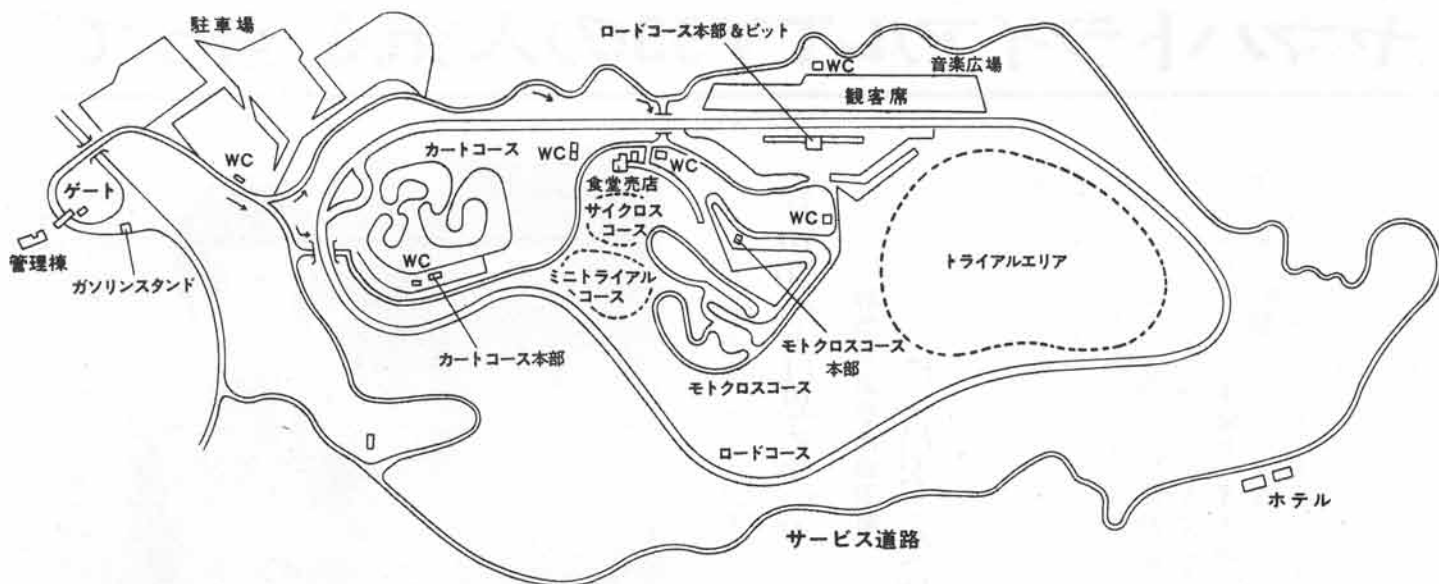 駐車場
ロードコース本部&ピット
WC
音楽広場
観客席
カートコース
WC
WC
WC
ゲート
食堂売店
サイクロス
コース
WC
管理棟
ガソリンスタンド
WC
ミニトライアル
コース
トライアルエリア
カートコース本部
モトクロスコース
本部
モトクロスコース
ロードコース
ホテル
サービス道路